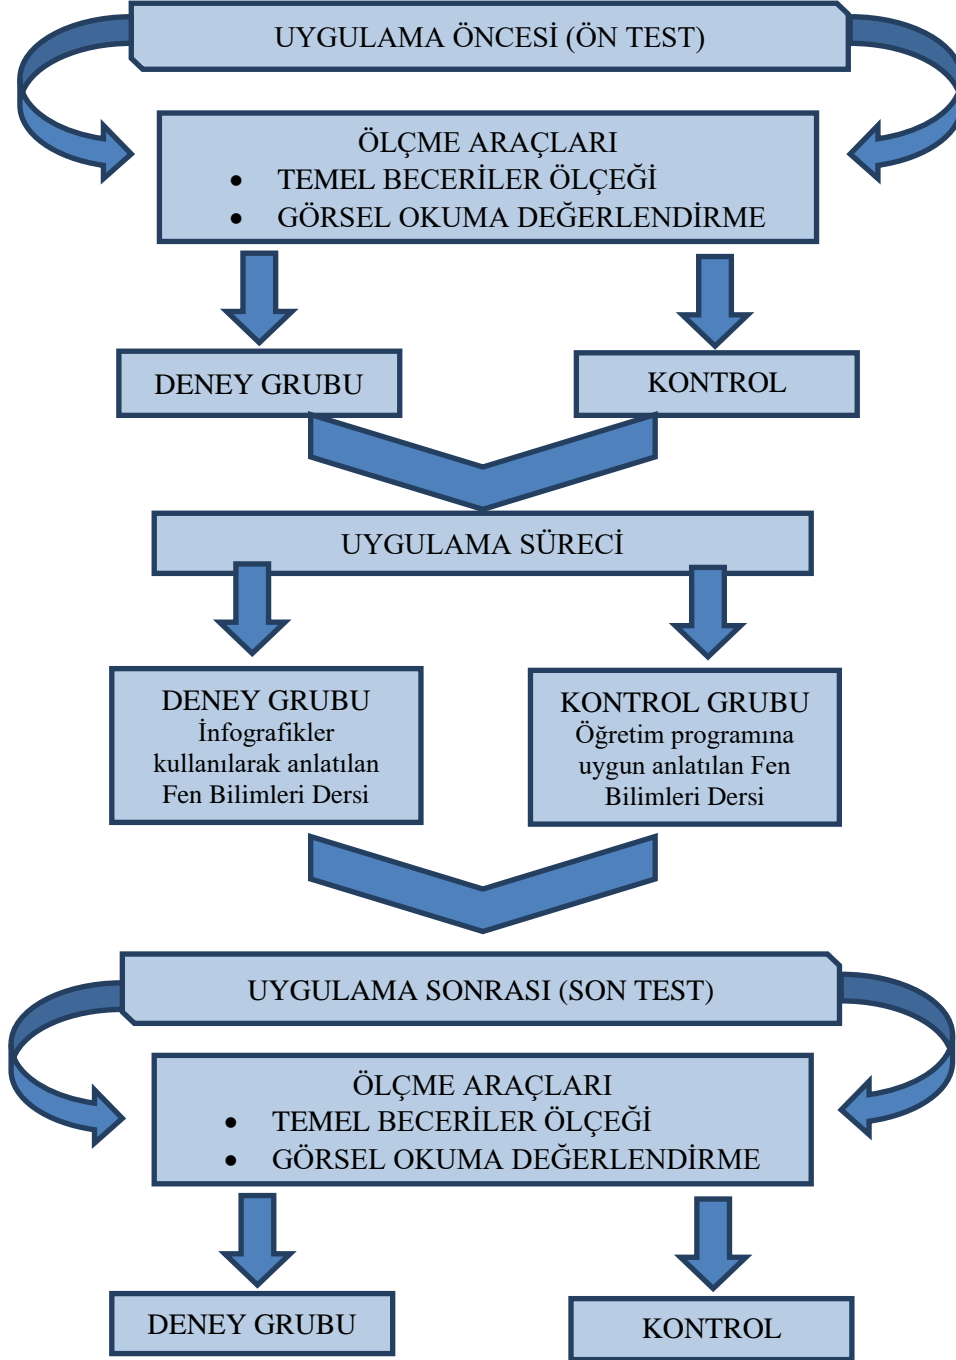 UYGULAMA ÖNCESİ (ÖN TEST)
ÖLÇME ARAÇLARI
• TEMEL BECERİLER ÖLÇEĞİ
• GÖRSEL OKUMA DEĞERLENDİRME
DENEY GRUBU
KONTROL
UYGULAMA SÜRECİ
DENEY GRUBU
İnfografikler
kullanılarak anlatılan
Fen Bilimleri Dersi
KONTROL GRUBU
Öğretim programına
uygun anlatılan Fen
Bilimleri Dersi
UYGULAMA SONRASI (SON TEST)
ÖLÇME ARAÇLARI
• TEMEL BECERİLER ÖLÇEĞİ
• GÖRSEL OKUMA DEĞERLENDİRME
DENEY GRUBU
KONTROL